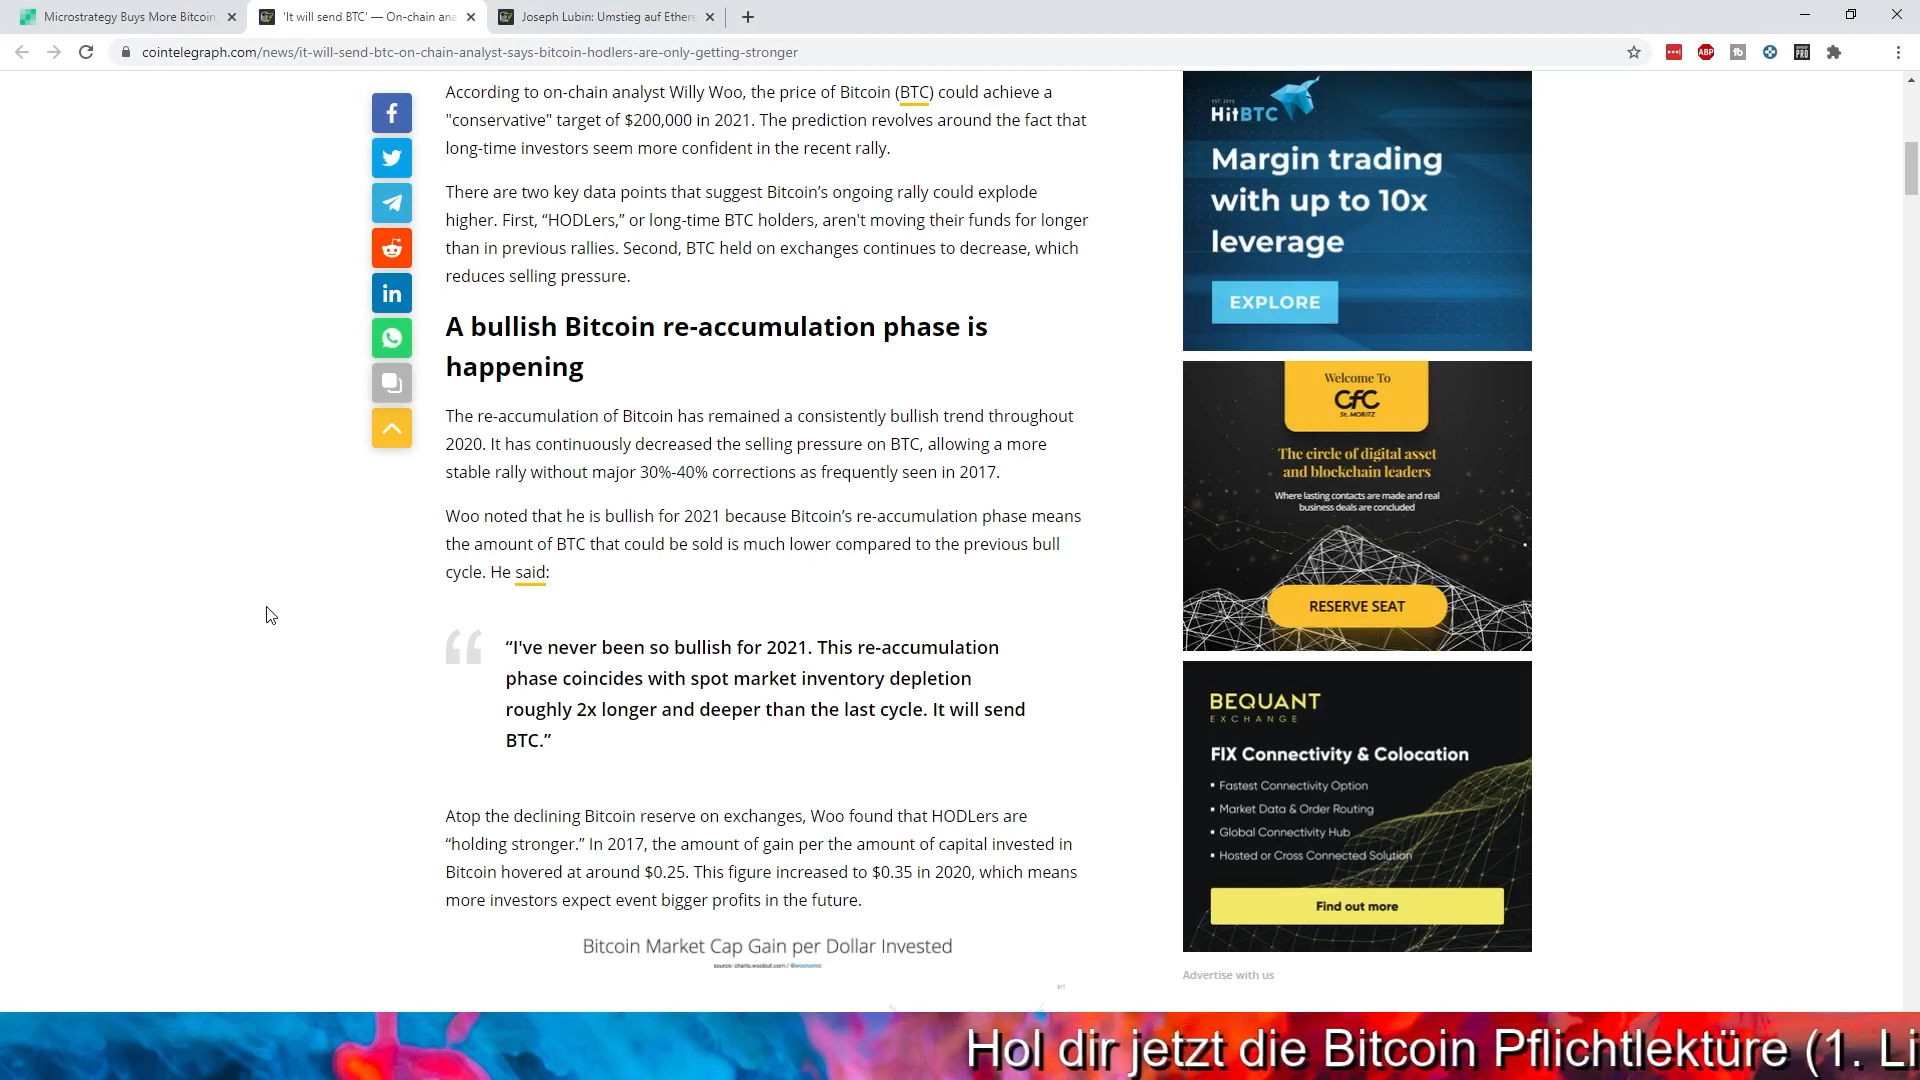 Microstrategy Buys More Bitcoin
'It will send BTC' — On-chain ana
Joseph Lubin: Umstieg auf Ethere
cointelegraph.com/news/it-will-send-btc-on-chain-analyst-says-bitcoin-hodlers-are-only-getting-stronger
ABP
According to on-chain analyst Willy Woo, the price of Bitcoin (BTC) could achieve a
"conservative" target of $200,000 in 2021. The prediction revolves around the fact that
long-time investors seem more confident in the recent rally.
There are two key data points that suggest Bitcoin’s ongoing rally could explode
higher. First, “HODLers,” or long-time BTC holders, aren't moving their funds for longer
than in previous rallies. Second, BTC held on exchanges continues to decrease, which
reduces selling pressure.
A bullish Bitcoin re-accumulation phase is
happening
The re-accumulation of Bitcoin has remained a consistently bullish trend throughout
2020. It has continuously decreased the selling pressure on BTC, allowing a more
stable rally without major 30%-40% corrections as frequently seen in 2017.
Woo noted that he is bullish for 2021 because Bitcoin’s re-accumulation phase means
the amount of BTC that could be sold is much lower compared to the previous bull
cycle. He said:
“I've never been so bullish for 2021. This re-accumulation
phase coincides with spot market inventory depletion
roughly 2x longer and deeper than the last cycle. It will send
BTC.”
Atop the declining Bitcoin reserve on exchanges, Woo found that HODLers are
“holding stronger.” In 2017, the amount of gain per the amount of capital invested in
Bitcoin hovered at around $0.25. This figure increased to $0.35 in 2020, which means
more investors expect event bigger profits in the future.
Bitcoin Market Cap Gain per Dollar Invested
source: charts.woobull.com / @woonomic
HitBTC
Margin trading
with up to 10x
leverage
EXPLORE
Welcome To
CfC
St. MORITZ
The circle of digital asset
and blockchain leaders
Where lasting contacts are made and real
business deals are concluded
RESERVE SEAT
BEQUANT
EXCHANGE
FIX Connectivity & Colocation
▪ Fastest Connectivity Option
▪ Market Data & Order Routing
▪ Global Connectivity Hub
▪ Hosted or Cross Connected Solution
Find out more
Advertise with us
Hol dir jetzt die Bitcoin Pflichtlektüre (1. Li